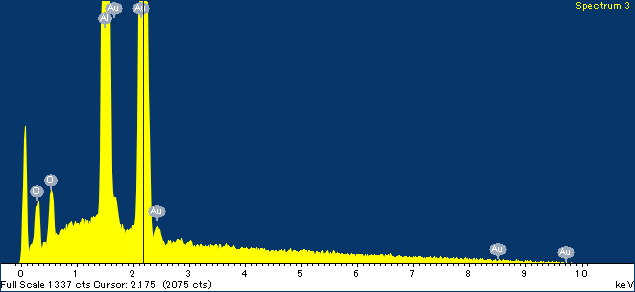 Spectrum 3
Au
Al
Au
C
O
Au
Au
Au
0 1 2 3 4 5 6 7 8 9 10
Full Scale 1337 cts Cursor: 2.175 (2075 cts) keV